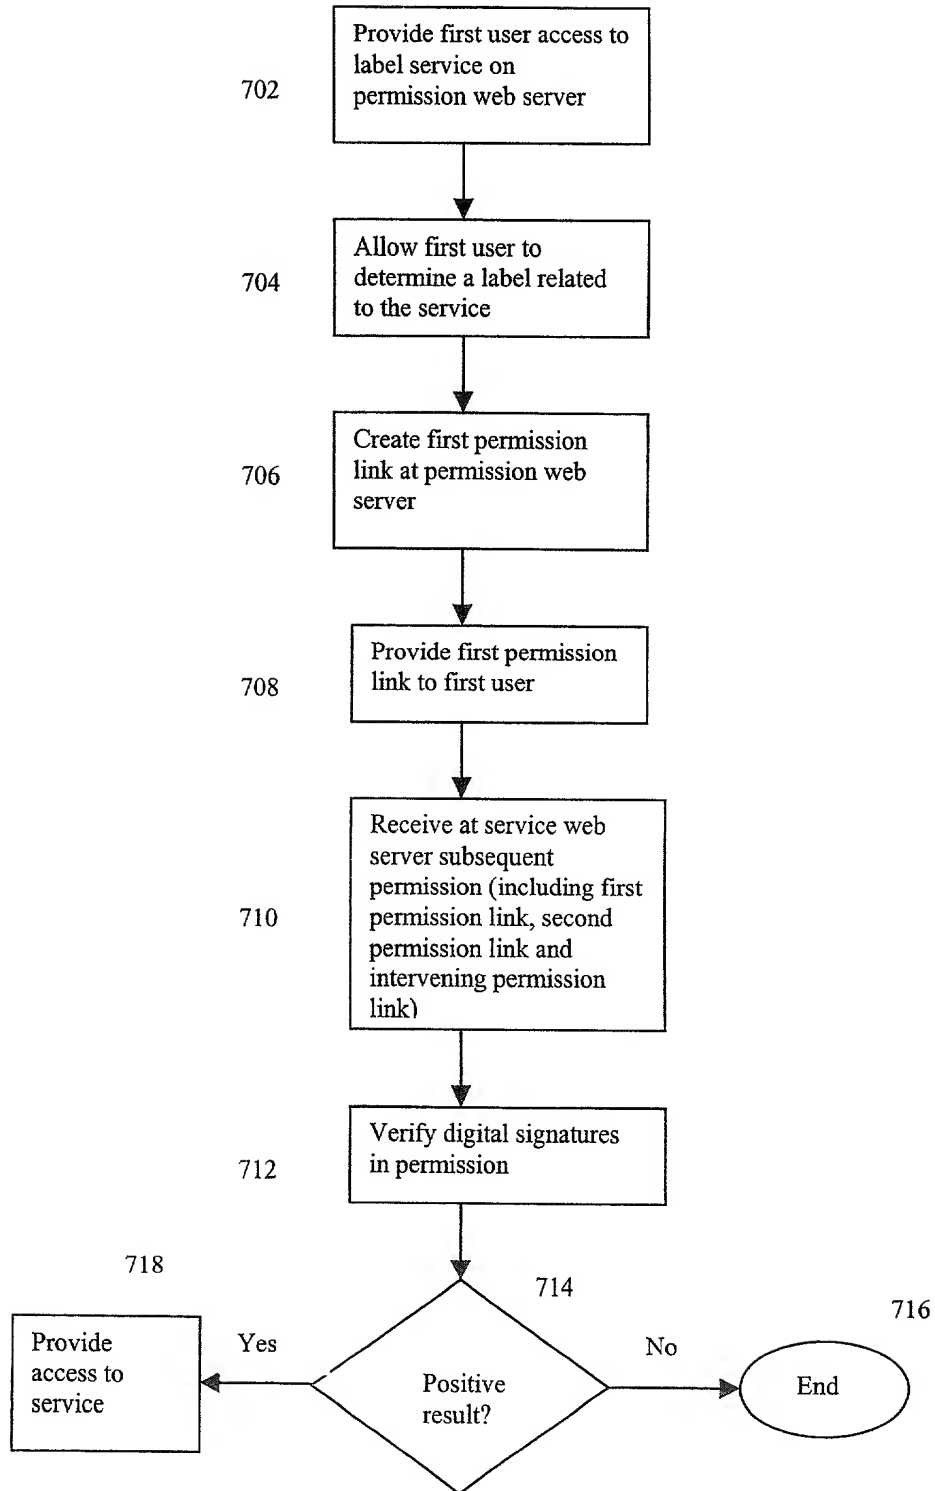 Provide first user access to
label service on
permission web server
702
Allow first user to
determine a label related
to the service
704
Create first permission
link at permission web
server
706
Provide first permission
link to first user
708
Receive at service web
server subsequent
permission (including first
permission link, second
permission link and
intervening permission
link)
710
Verify digital signatures
in permission
712
718
714
716
Provide
access to
service
Yes
Positive
result?
No
End